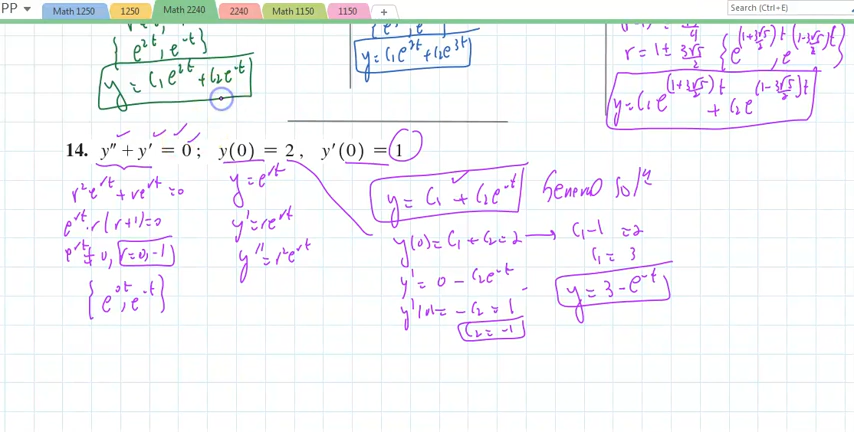 PP Math 1250 1250 Math 2240 2240 Math 1150 1150 +
Search (Ctrl+E)
{e^{2t}, e^{-t}}
y = C₁e^{2t} + C₂e^{-t}
y = C₁e^{2t} + C₂e^{3t}
r = 1 ± 3√5/2 {e^{(1+3√5/2)t}, e^{(1-3√5/2)t}}
y = C₁e^{(1+3√5/2)t} + C₂e^{(1-3√5/2)t}
14. y″ + y′ = 0; y(0) = 2, y′(0) = 1
r²e^{rt} + re^{rt} = 0
e^{rt}·r(r+1) = 0
e^{rt} ≠ 0, r = 0, -1
{e^{0t}, e^{-t}}
y = e^{rt}
y' = re^{rt}
y'' = r²e^{rt}
y = C₁ + C₂e^{-t} General Sol'n
y(0) = C₁ + C₂ = 2 → C₁ - 1 = 2
C₁ = 3
y' = 0 - C₂e^{-t}
y'(0) = -C₂ = 1
C₂ = -1
y = 3 - e^{-t}